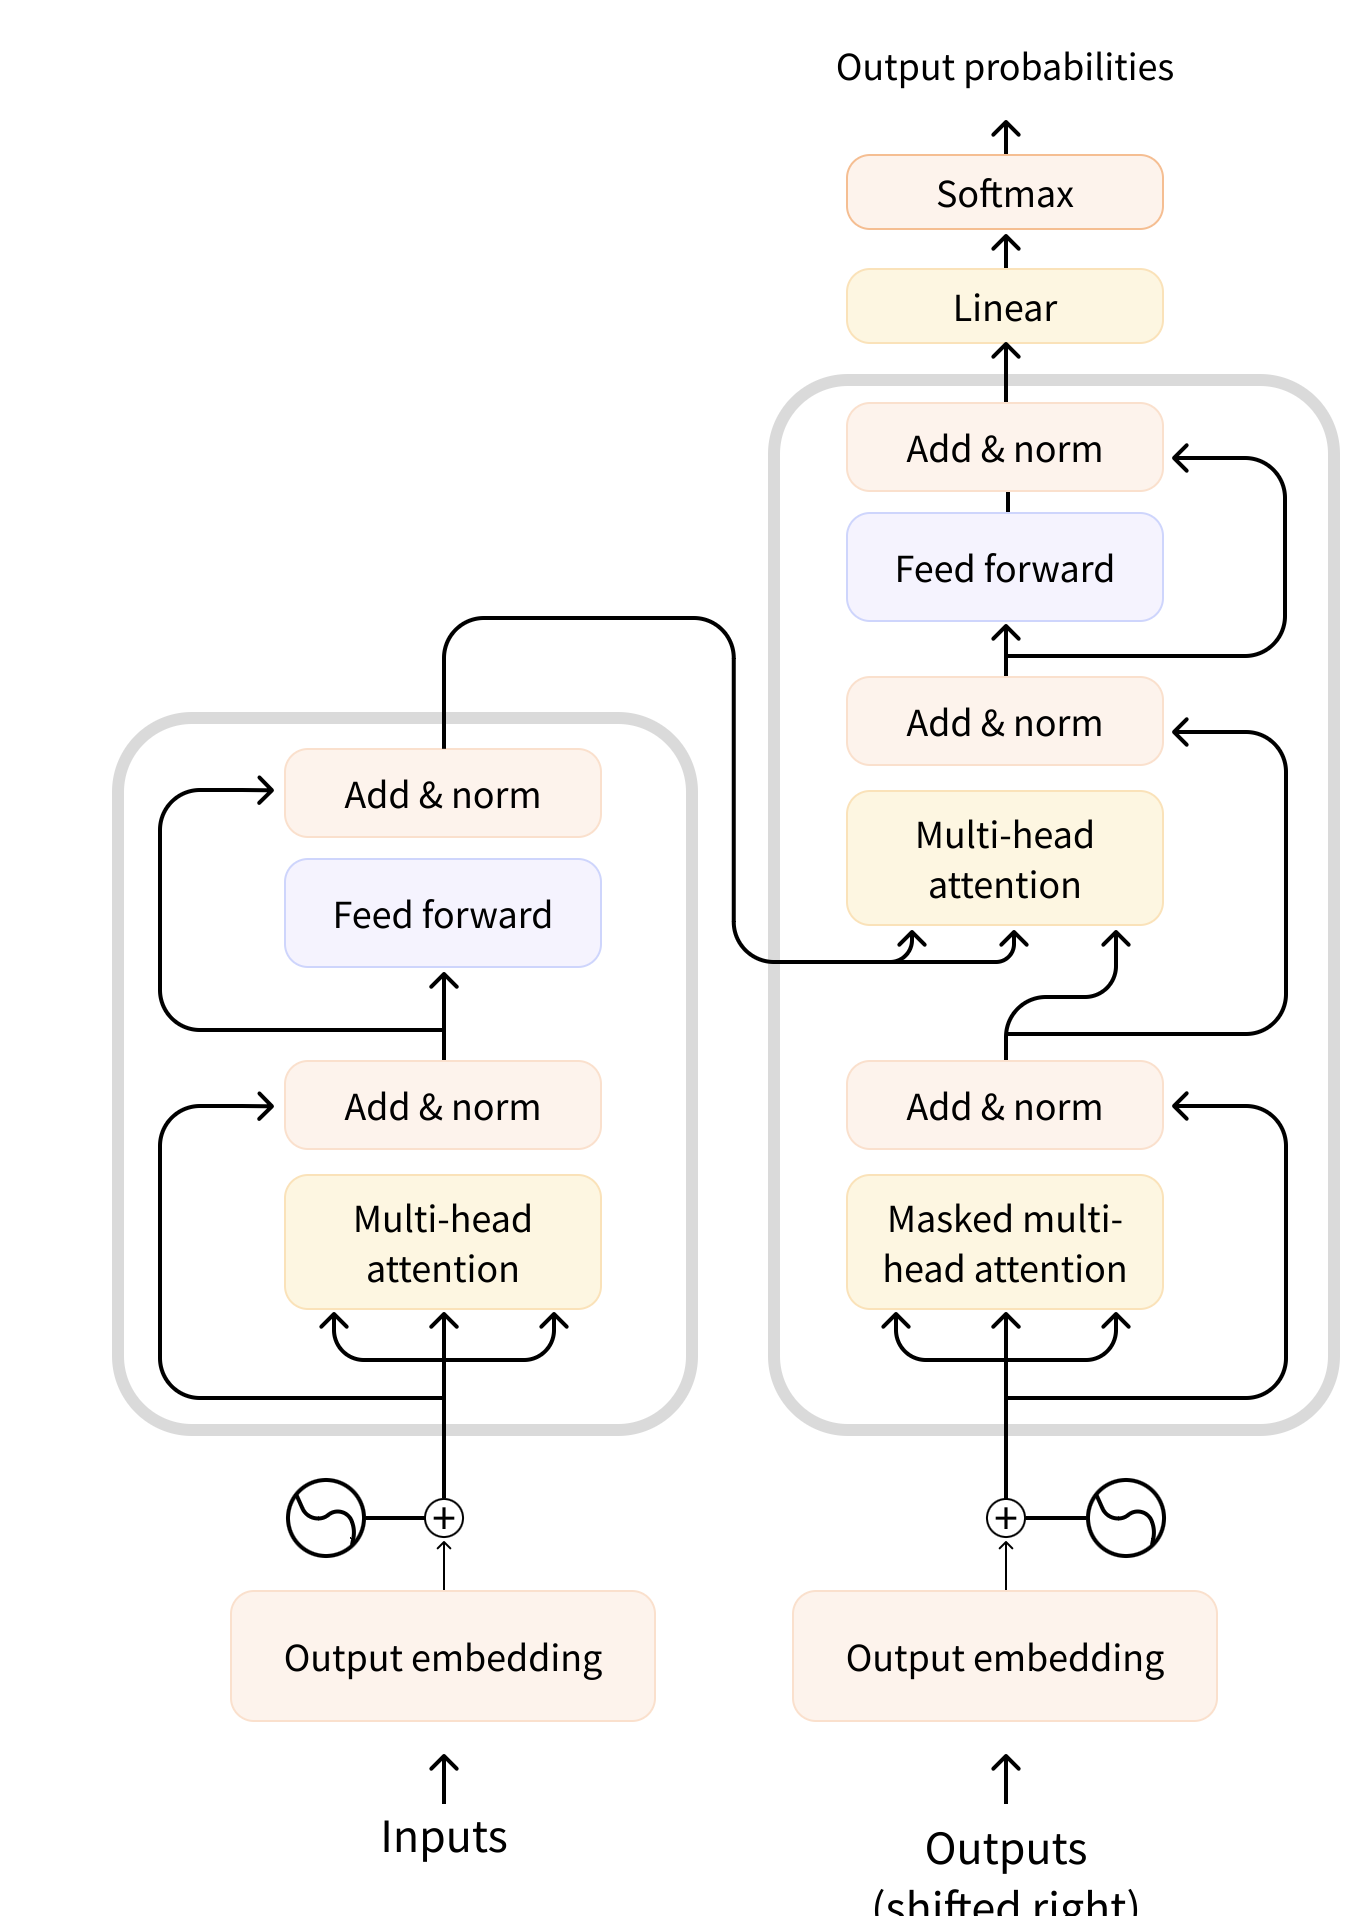 Output probabilities
Softmax
Linear
Add & norm
Feed forward
Add & norm
Multi-head
attention
Add & norm
Masked multi-
head attention
Output embedding
Outputs
(shifted right)
Add & norm
Feed forward
Add & norm
Multi-head
attention
Output embedding
Inputs